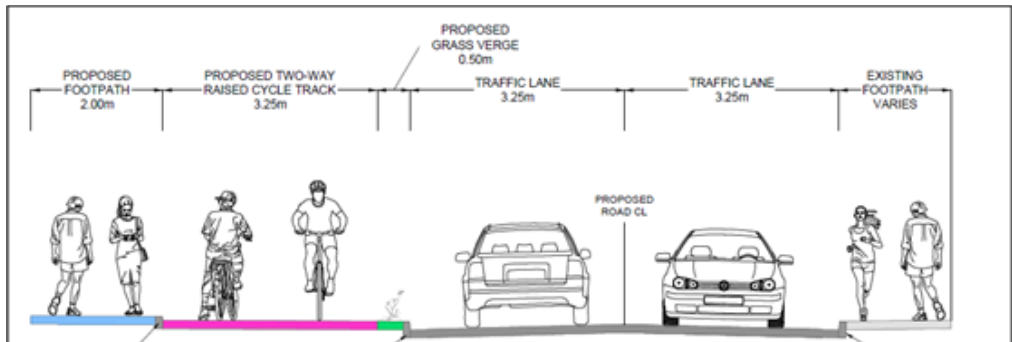 PROPOSED
GRASS VERGE
0.50m
PROPOSED
FOOTPATH
2.00m
PROPOSED TWO-WAY
RAISED CYCLE TRACK
3.25m
TRAFFIC LANE
3.25m
TRAFFIC LANE
3.25m
EXISTING
FOOTPATH
VARIES
PROPOSED
ROAD CL